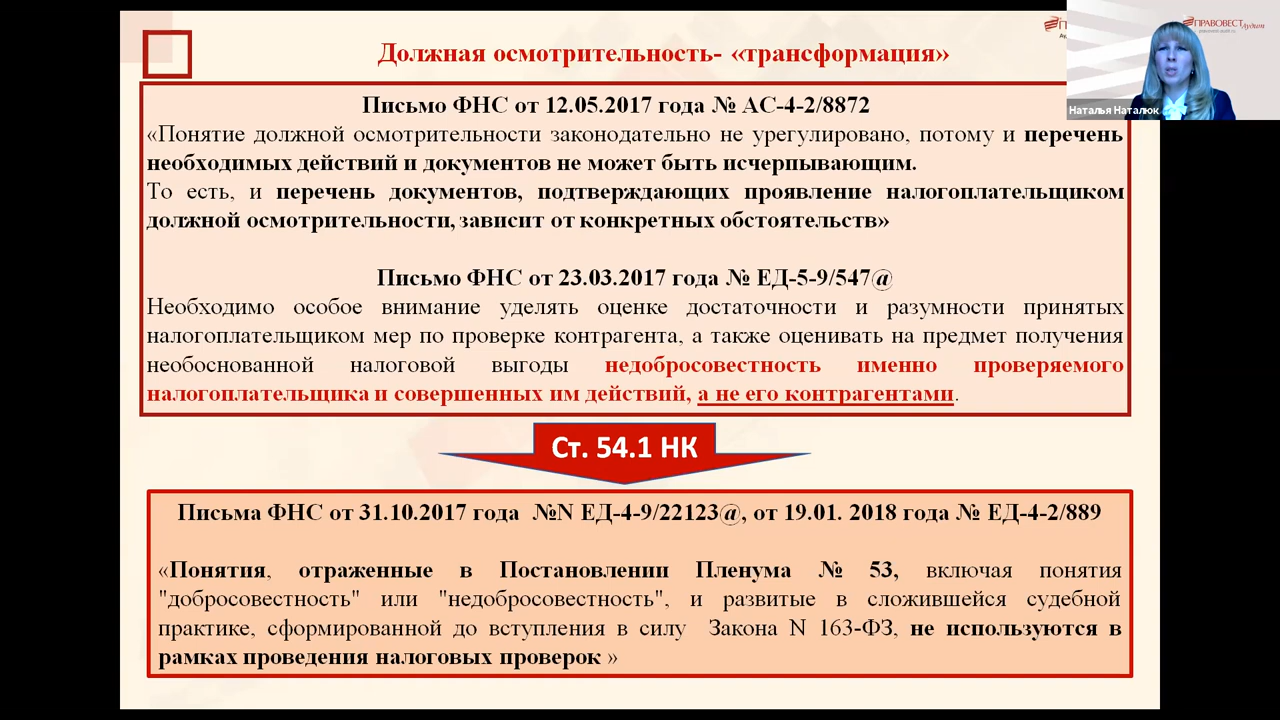 Должная осмотрительность- «трансформация»
ПРАВОВЕСТ Аудит
pravovest-audit.ru
Наталья Наталюк
Письмо ФНС от 12.05.2017 года № АС-4-2/8872
«Понятие должной осмотрительности законодательно не урегулировано, потому и перечень
необходимых действий и документов не может быть исчерпывающим.
То есть, и перечень документов, подтверждающих проявление налогоплательщиком
должной осмотрительности, зависит от конкретных обстоятельств»
Письмо ФНС от 23.03.2017 года № ЕД-5-9/547@
Необходимо особое внимание уделять оценке достаточности и разумности принятых
налогоплательщиком мер по проверке контрагента, а также оценивать на предмет получения
необоснованной налоговой выгоды недобросовестность именно проверяемого
налогоплательщика и совершенных им действий, а не его контрагентами.
Ст. 54.1 НК
Письма ФНС от 31.10.2017 года №N ЕД-4-9/22123@, от 19.01. 2018 года № ЕД-4-2/889
«Понятия, отраженные в Постановлении Пленума № 53, включая понятия
"добросовестность" или "недобросовестность", и развитые в сложившейся судебной
практике, сформированной до вступления в силу Закона N 163-ФЗ, не используются в
рамках проведения налоговых проверок »